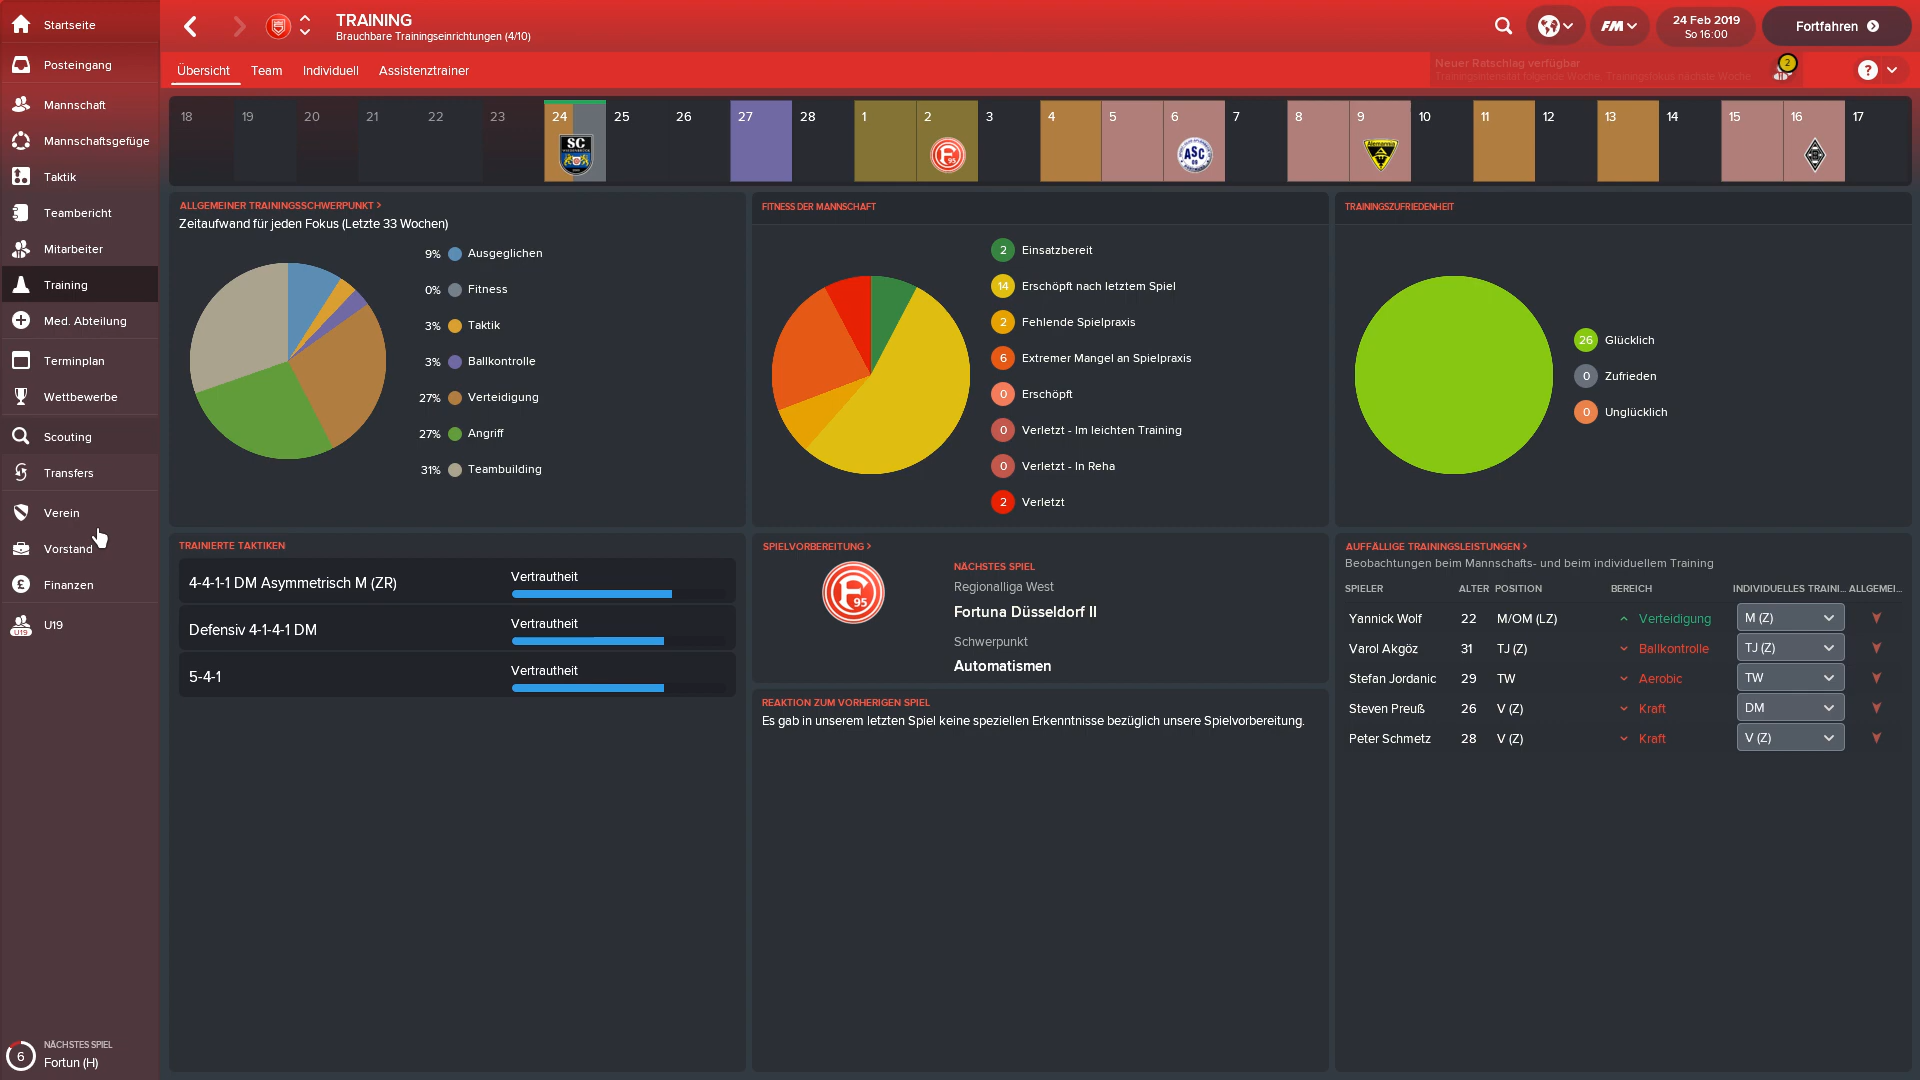 Startseite
Posteingang
Mannschaft
Mannschaftsgefüge
Taktik
Teambericht
Mitarbeiter
Training
Med. Abteilung
Terminplan
Wettbewerbe
Scouting
Transfers
Verein
Vorstand
Finanzen
U19
U19
6
NÄCHSTES SPIEL
Fortun (H)
TRAINING
Brauchbare Trainingseinrichtungen (4/10)
FM
24 Feb 2019
So 16:00
Fortfahren
Übersicht Team Individuell Assistenztrainer
Neuer Ratschlag verfügbar
Trainingsintensität folgende Woche, Trainingsfokus nächste Woche
2
?
18 19 20 21 22 23 24 25 26 27 28 1 2 3 4 5 6 7 8 9 10 11 12 13 14 15 16 17
SC
F95
ASC
09
Alemannia
ALLGEMEINER TRAININGSSCHWERPUNKT >
Zeitaufwand für jeden Fokus (Letzte 33 Wochen)
9% Ausgeglichen
0% Fitness
3% Taktik
3% Ballkontrolle
27% Verteidigung
27% Angriff
31% Teambuilding
FITNESS DER MANNSCHAFT
2 Einsatzbereit
14 Erschöpft nach letztem Spiel
2 Fehlende Spielpraxis
6 Extremer Mangel an Spielpraxis
0 Erschöpft
0 Verletzt - Im leichten Training
0 Verletzt - In Reha
2 Verletzt
TRAININGSZUFRIEDENHEIT
26 Glücklich
0 Zufrieden
0 Unglücklich
TRAINIERTE TAKTIKEN
4-4-1-1 DM Asymmetrisch M (ZR) Vertrautheit
Defensiv 4-1-4-1 DM Vertrautheit
5-4-1 Vertrautheit
SPIELVORBEREITUNG >
F95
NÄCHSTES SPIEL
Regionalliga West
Fortuna Düsseldorf II
Schwerpunkt
Automatismen
REAKTION ZUM VORHERIGEN SPIEL
Es gab in unserem letzten Spiel keine speziellen Erkenntnisse bezüglich unsere Spielvorbereitung.
AUFFÄLLIGE TRAININGSLEISTUNGEN >
Beobachtungen beim Mannschafts- und beim individuellem Training
SPIELER ALTER POSITION BEREICH INDIVIDUELLES TRAINI... ALLGEMEI...
Yannick Wolf 22 M/OM (LZ) Verteidigung M (Z)
Varol Akgöz 31 TJ (Z) Ballkontrolle TJ (Z)
Stefan Jordanic 29 TW Aerobic TW
Steven Preuß 26 V (Z) Kraft DM
Peter Schmetz 28 V (Z) Kraft V (Z)